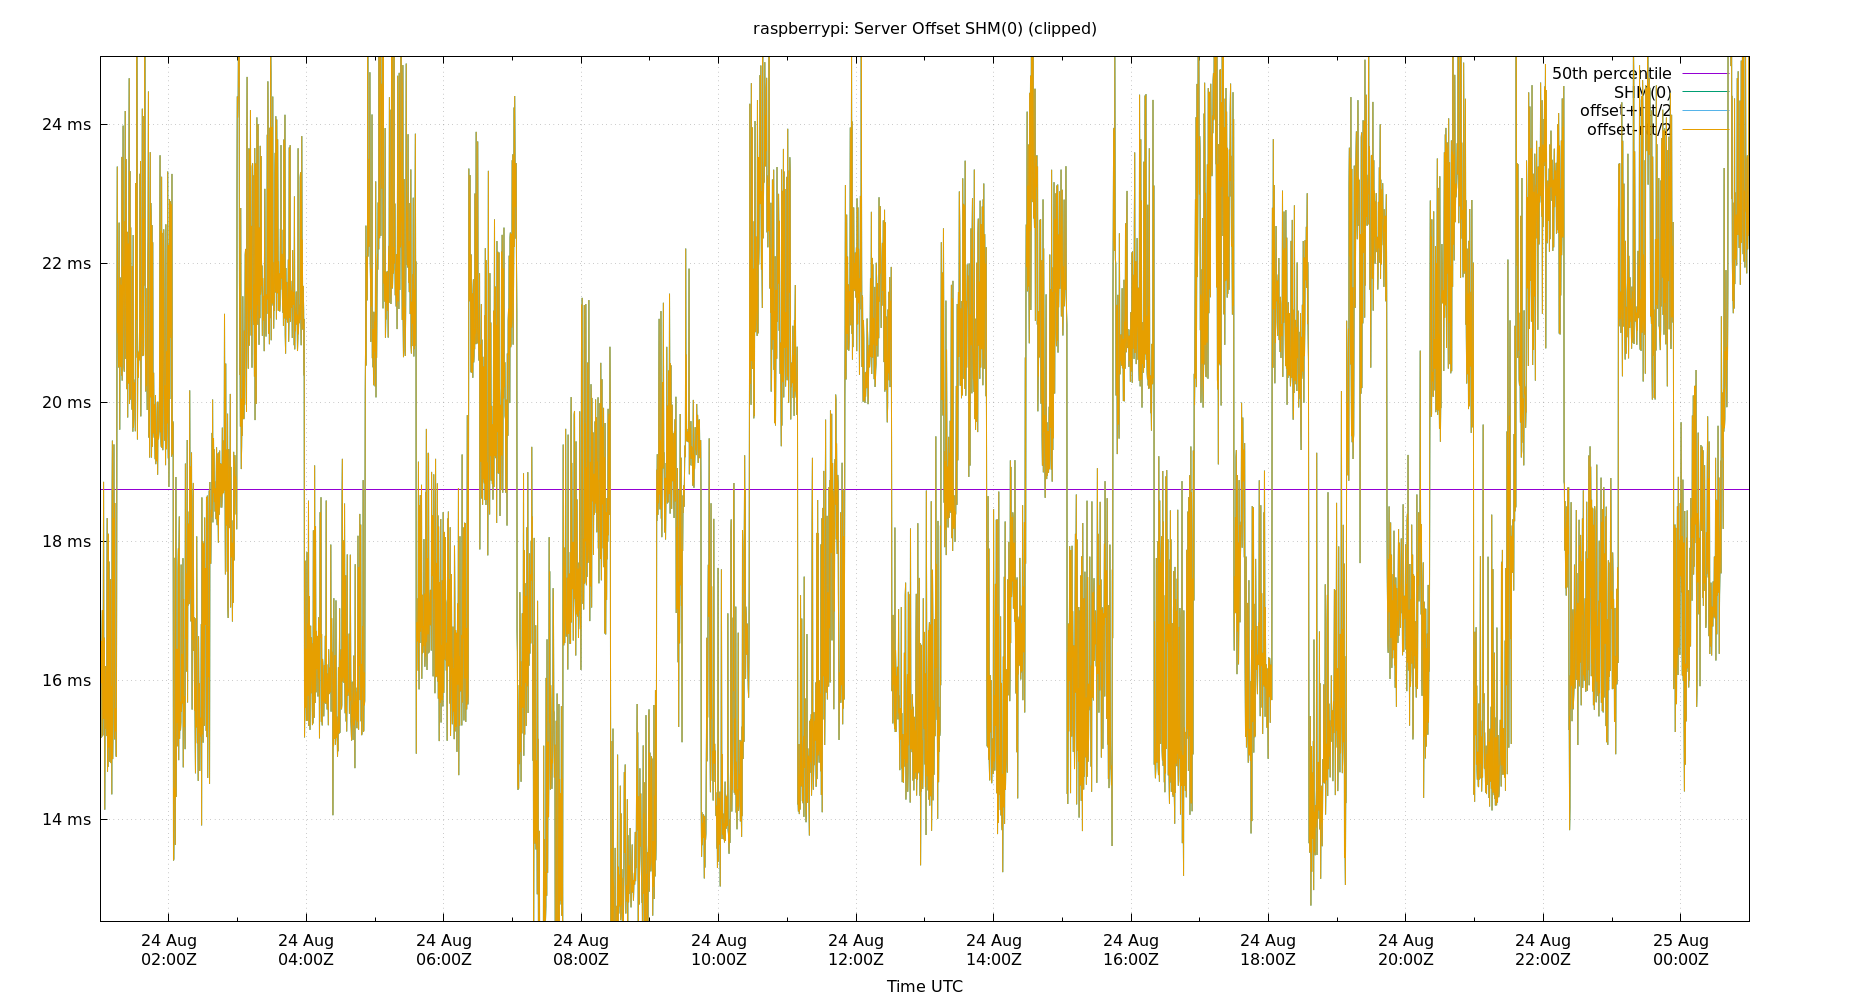 raspberrypi: Server Offset SHM(0) (clipped)
50th percentile
SHM(0)
offset+rtt/2
offset-rtt/2
24 ms
22 ms
20 ms
18 ms
16 ms
14 ms
24 Aug 24 Aug 24 Aug 24 Aug 24 Aug 24 Aug 24 Aug 24 Aug 24 Aug 24 Aug 24 Aug 25 Aug
02:00Z 04:00Z 06:00Z 08:00Z 10:00Z 12:00Z 14:00Z 16:00Z 18:00Z 20:00Z 22:00Z 00:00Z
Time UTC